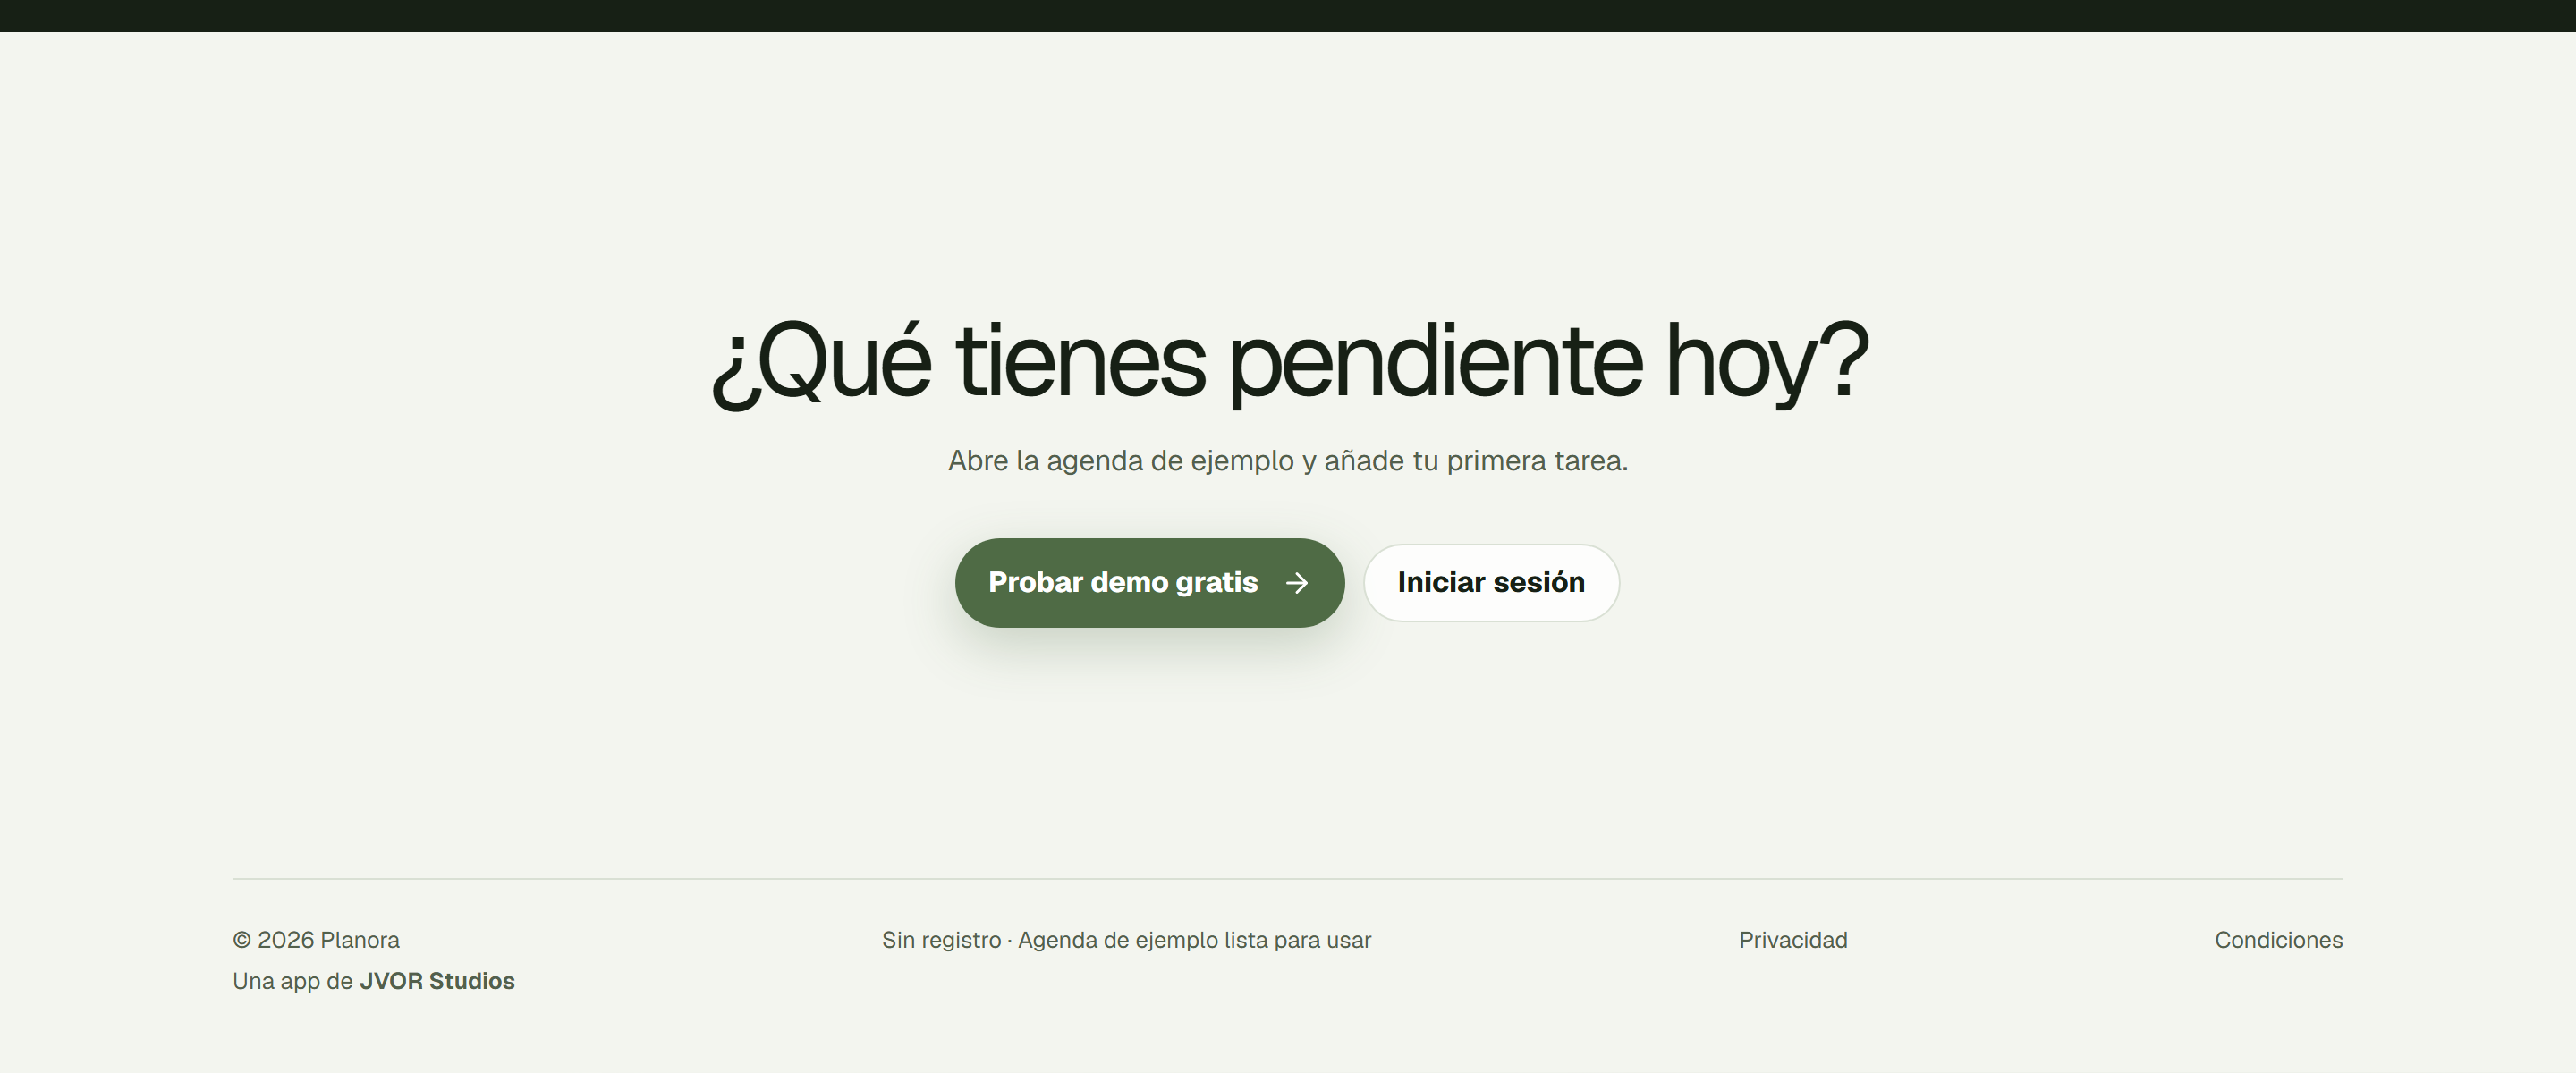 ¿Qué tienes pendiente hoy?
Abre la agenda de ejemplo y añade tu primera tarea.
Probar demo gratis
Iniciar sesión
© 2026 Planora
Una app de JVOR Studios
Sin registro · Agenda de ejemplo lista para usar
Privacidad
Condiciones